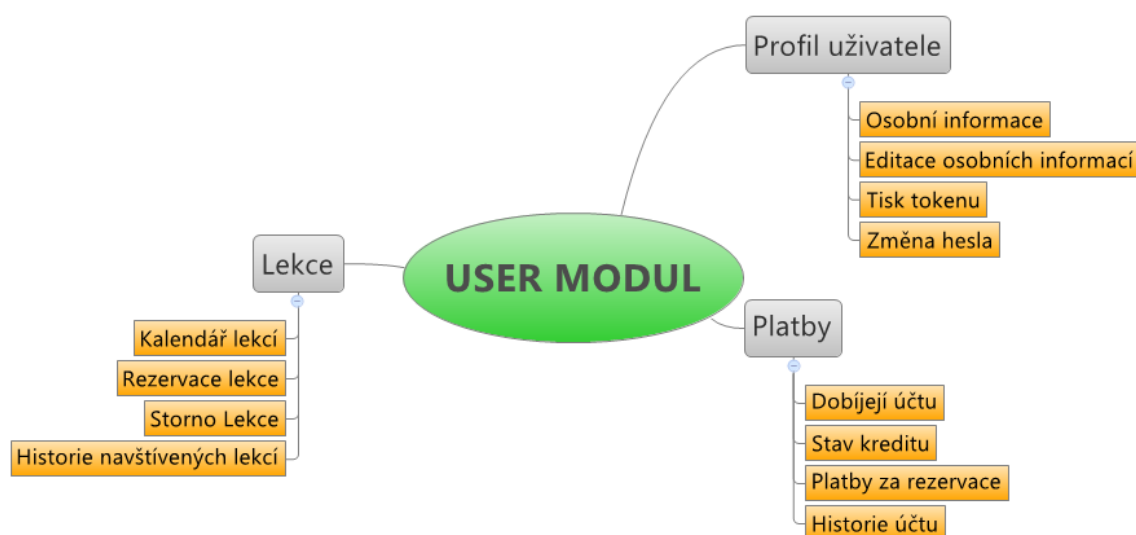 Profil uživatele
Osobní informace
Editace osobních informací
Tisk tokenu
Změna hesla
USER MODUL
Lekce
Kalendář lekcí
Rezervace lekce
Storno Lekce
Historie navštívených lekcí
Platby
Dobíjejí účtu
Stav kreditu
Platby za rezervace
Historie účtu